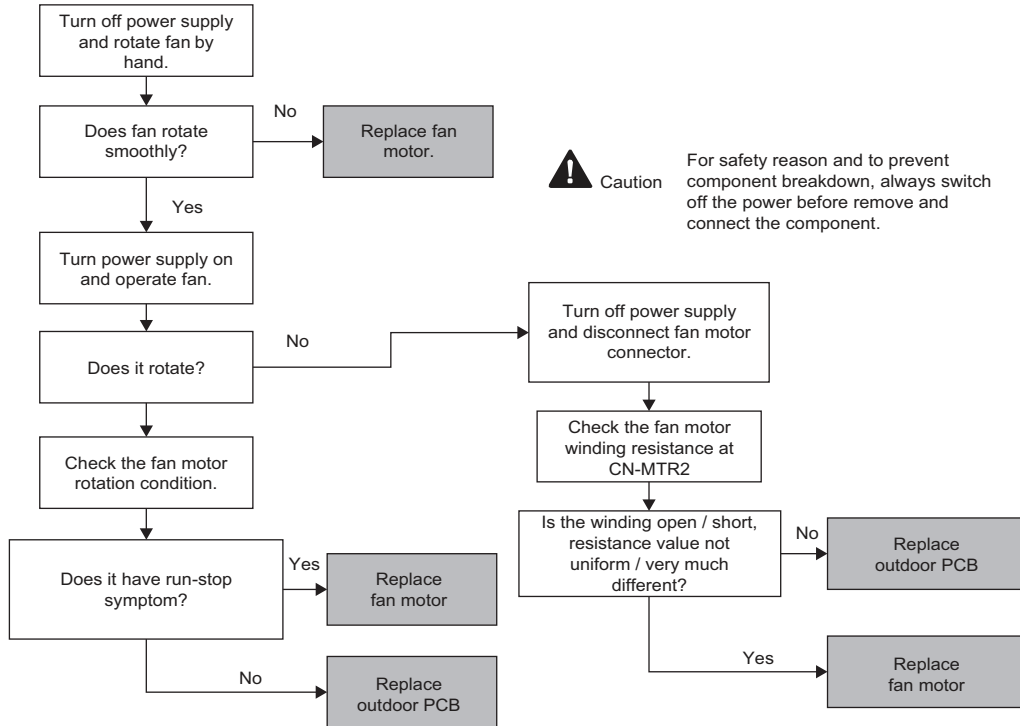 Turn off power supply
and rotate fan by
hand.
Does fan rotate
smoothly?
No
Replace fan
motor.
Yes
Caution
For safety reason and to prevent
component breakdown, always switch
off the power before remove and
connect the component.
Turn power supply on
and operate fan.
Does it rotate?
No
Turn off power supply
and disconnect fan motor
connector.
Check the fan motor
winding resistance at
CN-MTR2
Check the fan motor
rotation condition.
Is the winding open / short,
resistance value not
uniform / very much
different?
No
Replace
outdoor PCB
Yes
Replace
fan motor
Does it have run-stop
symptom?
Yes
Replace
fan motor
No
Replace
outdoor PCB